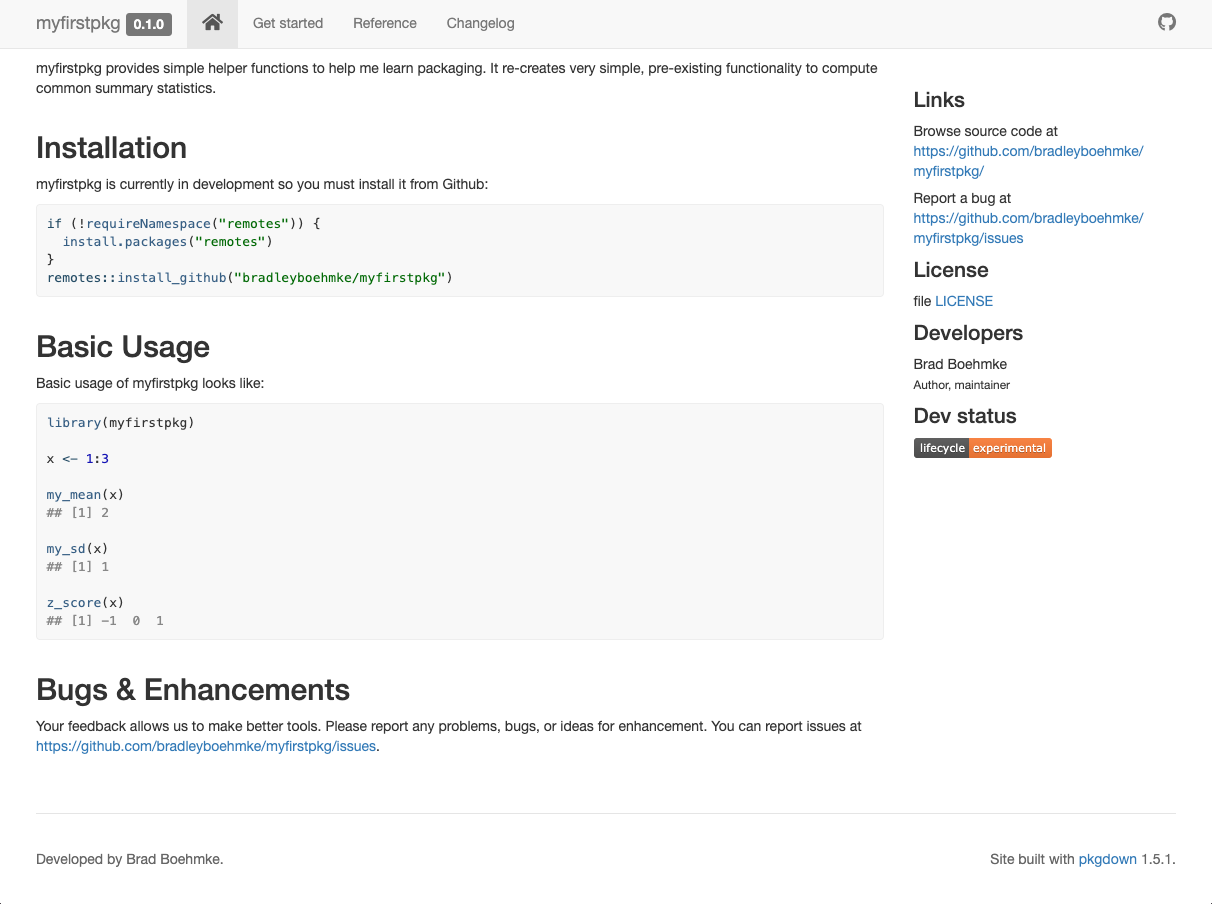 myfirstpkg 0.1.0 Get started Reference Changelog
myfirstpkg provides simple helper functions to help me learn packaging. It re-creates very simple, pre-existing functionality to compute
common summary statistics.
Installation
myfirstpkg is currently in development so you must install it from Github:
if (!requireNamespace("remotes")) {
  install.packages("remotes")
}
remotes::install_github("bradleyboehmke/myfirstpkg")
Basic Usage
Basic usage of myfirstpkg looks like:
library(myfirstpkg)
x <- 1:3
my_mean(x)
## [1] 2
my_sd(x)
## [1] 1
z_score(x)
## [1] -1  0  1
Bugs & Enhancements
Your feedback allows us to make better tools. Please report any problems, bugs, or ideas for enhancement. You can report issues at
https://github.com/bradleyboehmke/myfirstpkg/issues.
Links
Browse source code at
https://github.com/bradleyboehmke/
myfirstpkg/
Report a bug at
https://github.com/bradleyboehmke/
myfirstpkg/issues
License
file LICENSE
Developers
Brad Boehmke
Author, maintainer
Dev status
lifecycle experimental
Developed by Brad Boehmke.
Site built with pkgdown 1.5.1.